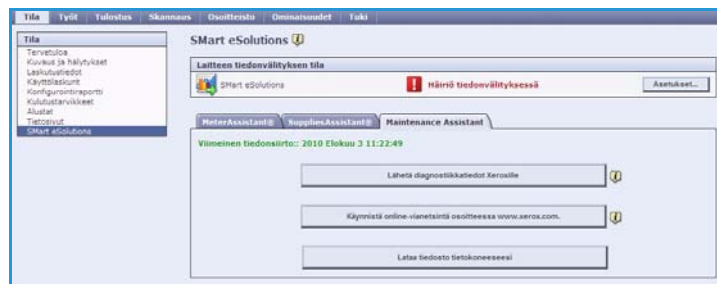 Tila Työt Tulostus Skannaus Osoitteisto Ominaisuudet Tuki
Tila
Tervetuloa
Kuvaus ja hälytykset
Laskutustiedot
Käyttölaskurit
Konfigurointiraportti
Kulutustarvikkeet
Alustat
Tietosivut
SMart eSolutions
SMart eSolutions
Laitteen tiedonvälityksen tila
SMart eSolutions Häiriö tiedonvälityksessä Asetukset...
MeterAssistant® SuppliesAssistant® Maintenance Assistant
Viimeinen tiedonsiirto:: 2010 Elokuu 3 11:22:49
Lähetä diagnostiikkatiedot Xeroxille
Käynnistä online-vianetsintä osoitteessa www.xerox.com.
Lataa tiedosto tietokoneeseesi